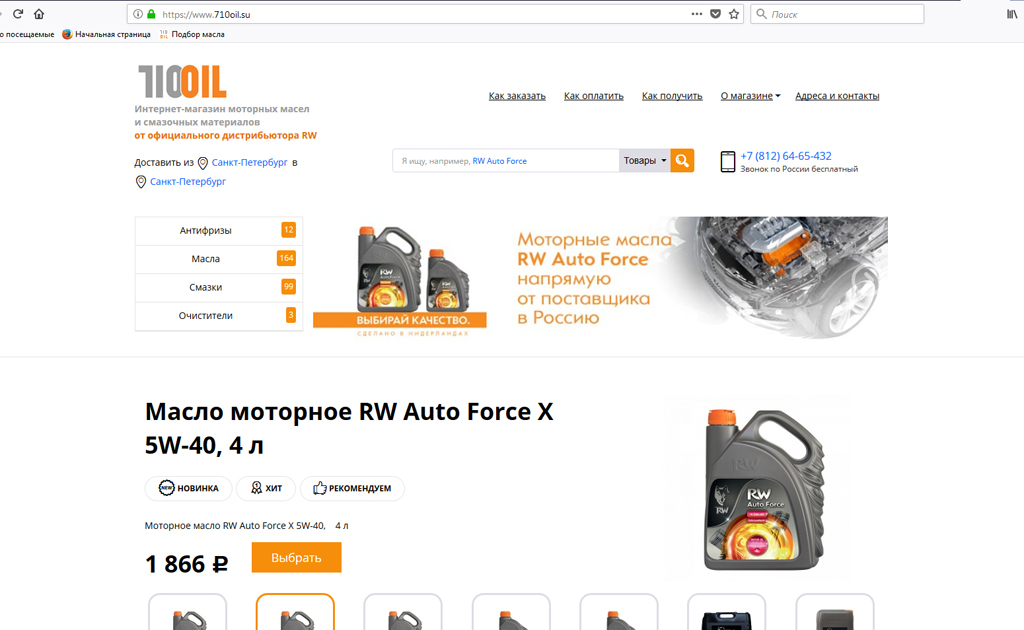 https://www.710oil.su
Поиск
о посещаемые
Начальная страница
Подбор масла
710OIL
Интернет-магазин моторных масел
и смазочных материалов
от официального дистрибьютора RW
Как заказать
Как оплатить
Как получить
О магазине
Адреса и контакты
Доставить из Санкт-Петербург в
Санкт-Петербург
Я ищу, например, RW Auto Force
Товары
+7 (812) 64-65-432
Звонок по России бесплатный
Антифризы 12
Масла 164
Смазки 99
Очистители 3
RW
RW
ВЫБИРАЙ КАЧЕСТВО.
СДЕЛАНО В НИДЕРЛАНДАХ
Моторные масла
RW Auto Force
напрямую
от поставщика
в Россию
Масло моторное RW Auto Force X
5W-40, 4 л
NEW НОВИНКА
ХИТ
РЕКОМЕНДУЕМ
Моторное масло RW Auto Force X 5W-40, 4 л
1 866 ₽
Выбрать
RW
RW
Auto Force
RW